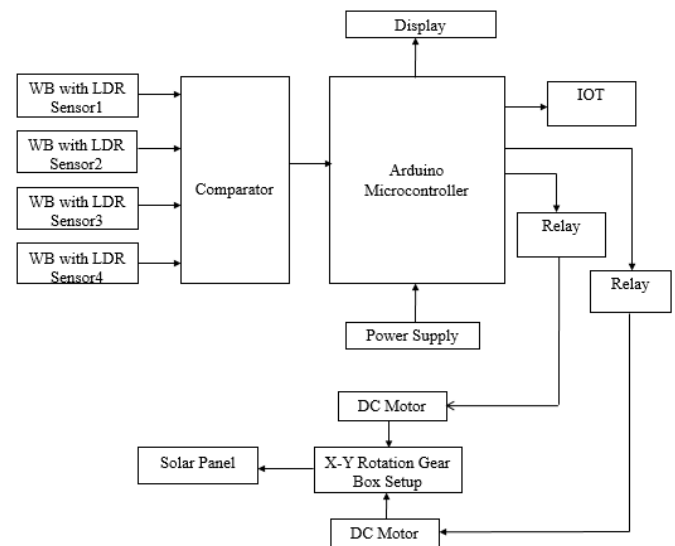 Display
WB with LDR
Sensor1
IOT
WB with LDR
Sensor2
Comparator
Arduino
Microcontroller
WB with LDR
Sensor3
Relay
WB with LDR
Sensor4
Relay
Power Supply
DC Motor
Solar Panel
X-Y Rotation Gear
Box Setup
DC Motor